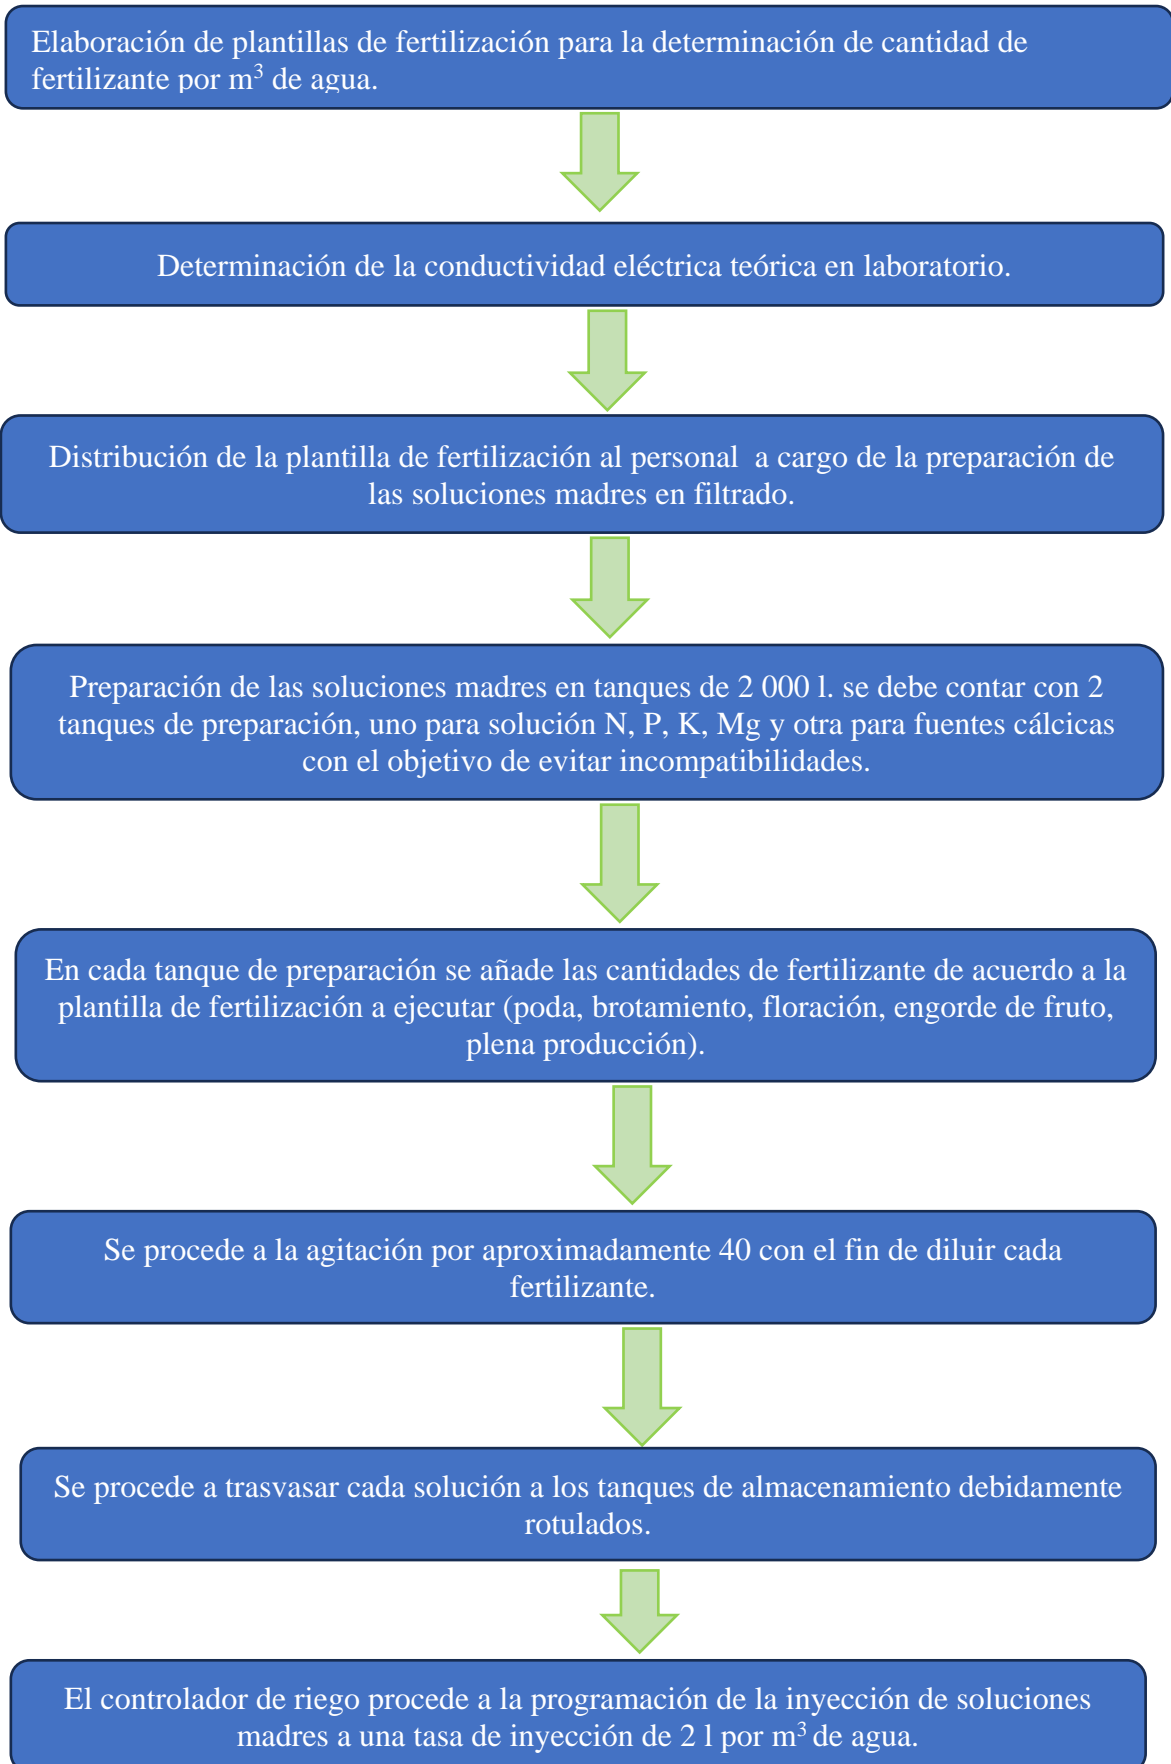 Elaboración de plantillas de fertilización para la determinación de cantidad de
fertilizante por m³ de agua.
Determinación de la conductividad eléctrica teórica en laboratorio.
Distribución de la plantilla de fertilización al personal a cargo de la preparación de
las soluciones madres en filtrado.
Preparación de las soluciones madres en tanques de 2 000 l. se debe contar con 2
tanques de preparación, uno para solución N, P, K, Mg y otra para fuentes cálcicas
con el objetivo de evitar incompatibilidades.
En cada tanque de preparación se añade las cantidades de fertilizante de acuerdo a la
plantilla de fertilización a ejecutar (poda, brotamiento, floración, engorde de fruto,
plena producción).
Se procede a la agitación por aproximadamente 40 con el fin de diluir cada
fertilizante.
Se procede a trasvasar cada solución a los tanques de almacenamiento debidamente
rotulados.
El controlador de riego procede a la programación de la inyección de soluciones
madres a una tasa de inyección de 2 l por m³ de agua.